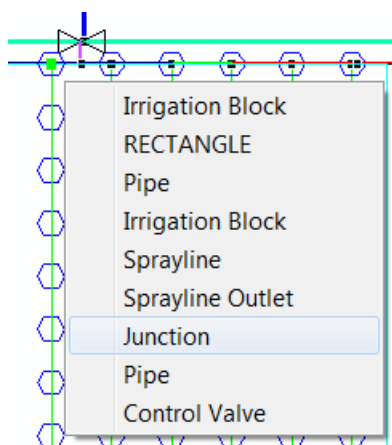 Irrigation Block
RECTANGLE
Pipe
Irrigation Block
Sprayline
Sprayline Outlet
Junction
Pipe
Control Valve